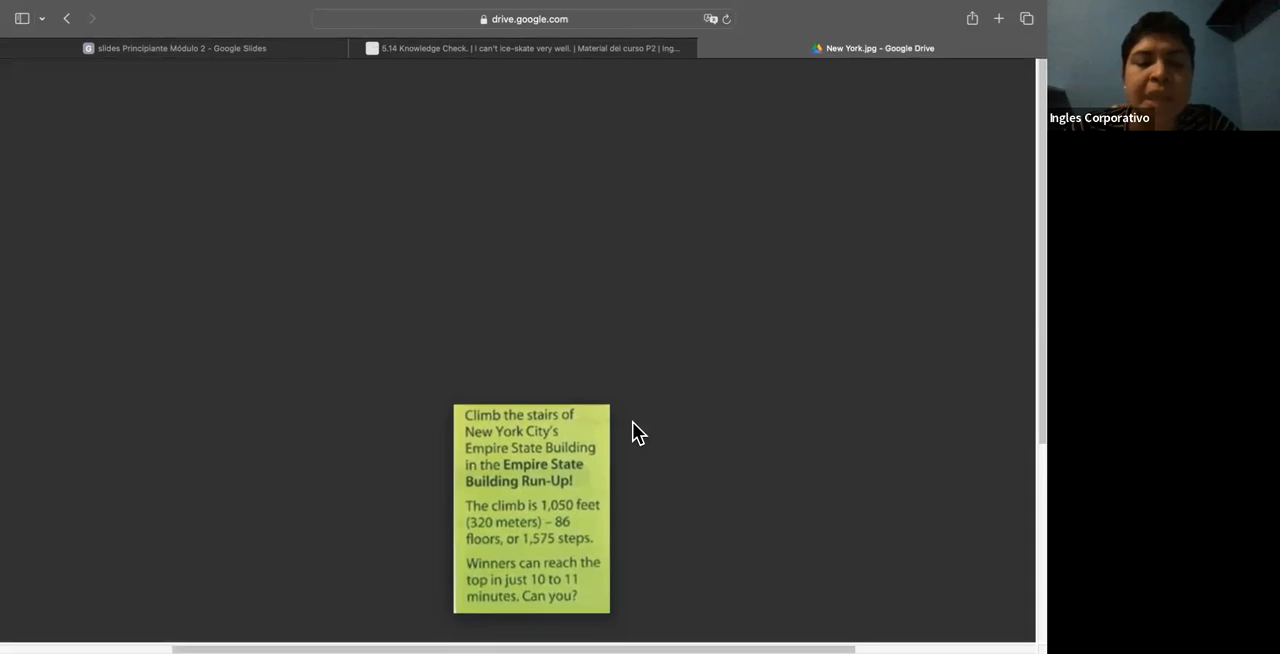 drive.google.com
slides Principiante Módulo 2 - Google Slides
5.14 Knowledge Check. | I can't ice-skate very well. | Material del curso P2 | Ing...
New York.jpg - Google Drive
Ingles Corporativo
Climb the stairs of
New York City's
Empire State Building
in the Empire State
Building Run-Up!
The climb is 1,050 feet
(320 meters) – 86
floors, or 1,575 steps.
Winners can reach the
top in just 10 to 11
minutes. Can you?